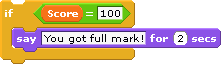 if Score = 100
say You got full mark! for 2 secs